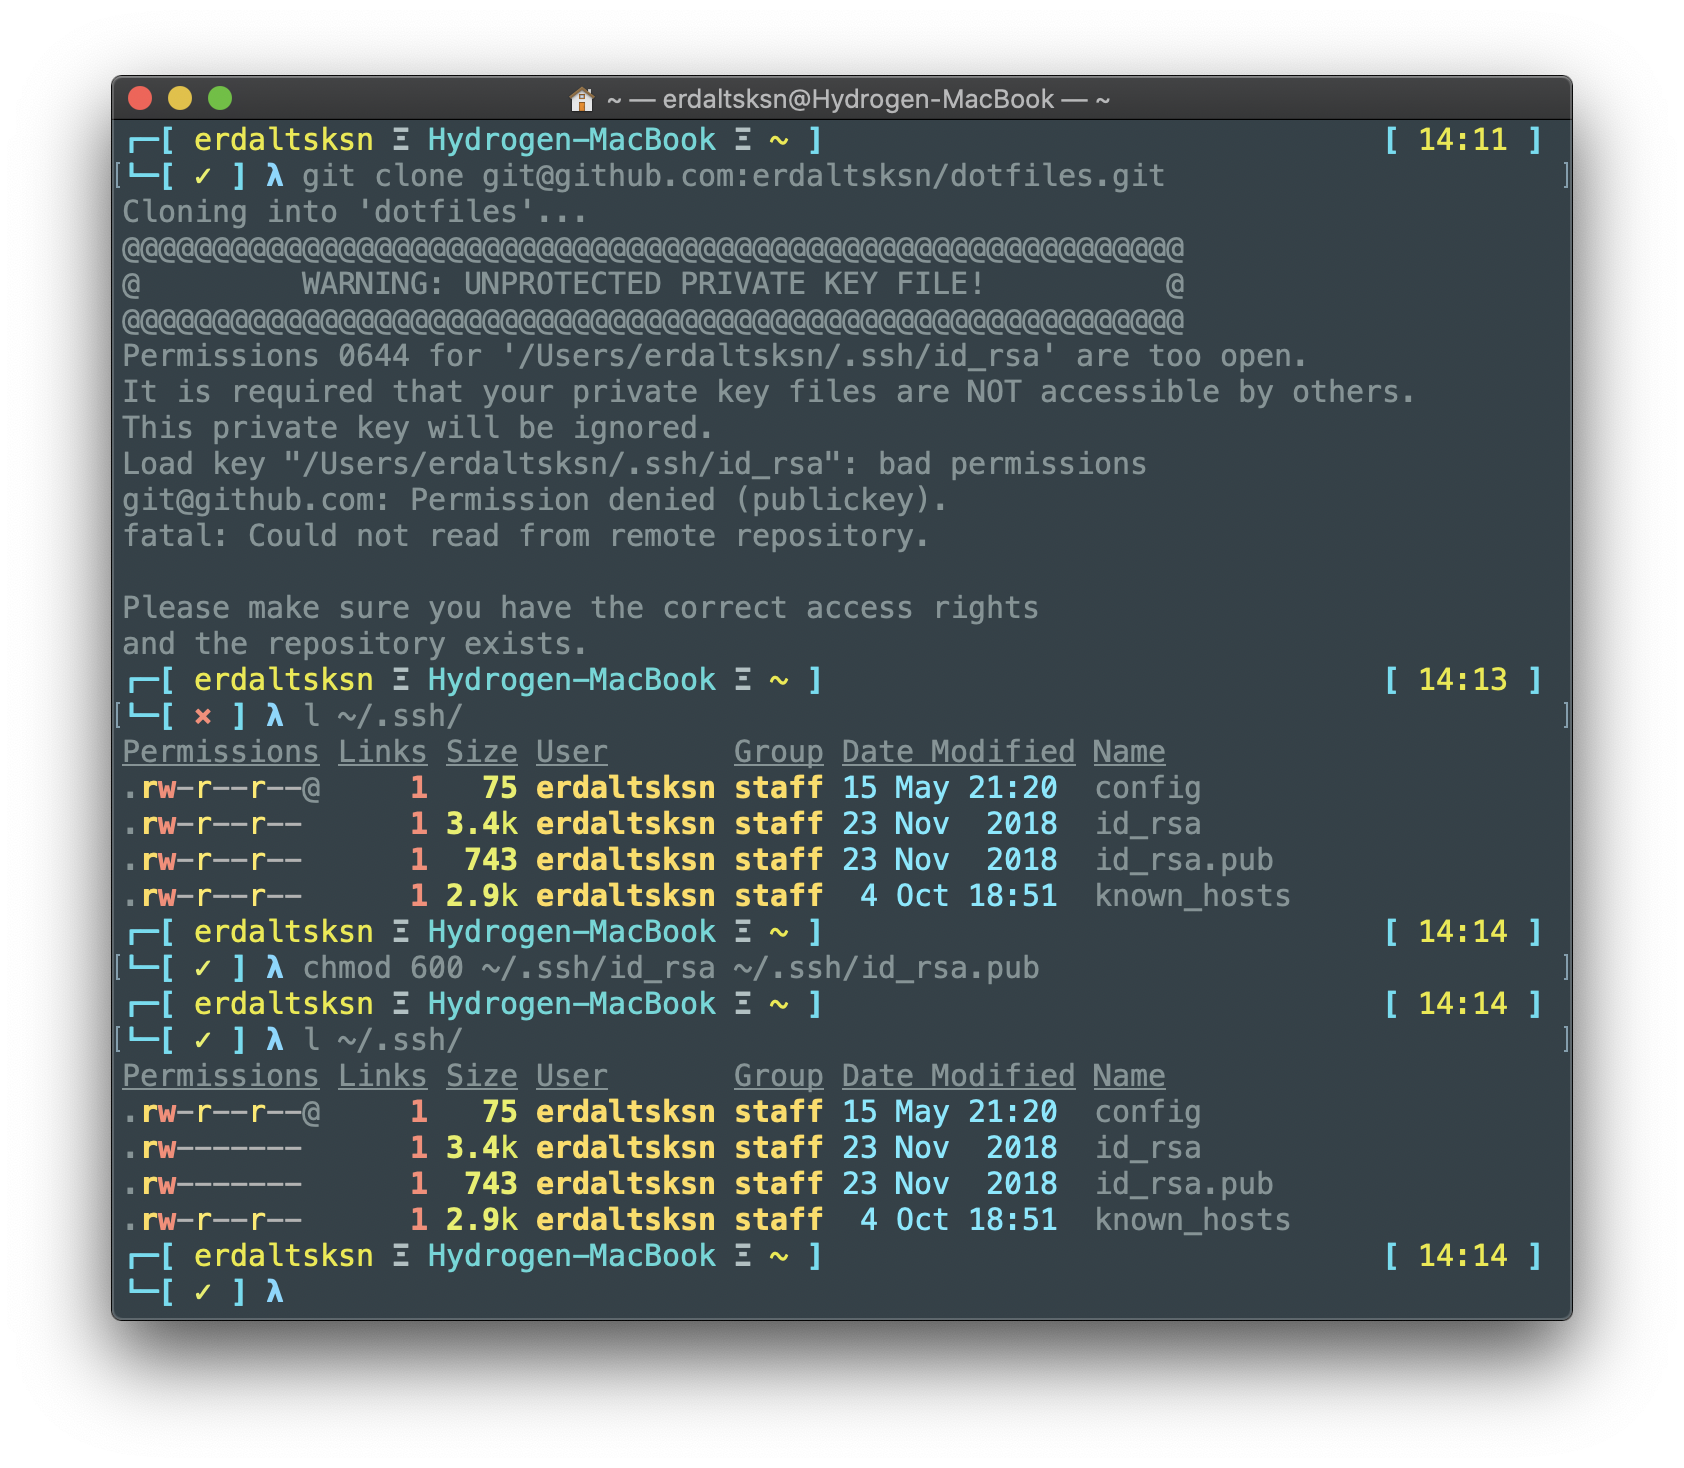 🏠 ~ — erdaltsksn@Hydrogen-MacBook — ~
┌─[ erdaltsksn Ξ Hydrogen-MacBook Ξ ~ ] [ 14:11 ]
[└─[ ✓ ] λ git clone git@github.com:erdaltsksn/dotfiles.git ]
Cloning into 'dotfiles'...
@@@@@@@@@@@@@@@@@@@@@@@@@@@@@@@@@@@@@@@@@@@@@@@@@@@@@@@@@@@
@         WARNING: UNPROTECTED PRIVATE KEY FILE!          @
@@@@@@@@@@@@@@@@@@@@@@@@@@@@@@@@@@@@@@@@@@@@@@@@@@@@@@@@@@@
Permissions 0644 for '/Users/erdaltsksn/.ssh/id_rsa' are too open.
It is required that your private key files are NOT accessible by others.
This private key will be ignored.
Load key "/Users/erdaltsksn/.ssh/id_rsa": bad permissions
git@github.com: Permission denied (publickey).
fatal: Could not read from remote repository.

Please make sure you have the correct access rights
and the repository exists.
┌─[ erdaltsksn Ξ Hydrogen-MacBook Ξ ~ ] [ 14:13 ]
[└─[ ✖ ] λ l ~/.ssh/ ]
Permissions Links Size User       Group Date Modified Name
.rw-r--r--@     1   75 erdaltsksn staff 15 May 21:20  config
.rw-r--r--      1 3.4k erdaltsksn staff 23 Nov  2018  id_rsa
.rw-r--r--      1  743 erdaltsksn staff 23 Nov  2018  id_rsa.pub
.rw-r--r--      1 2.9k erdaltsksn staff  4 Oct 18:51  known_hosts
┌─[ erdaltsksn Ξ Hydrogen-MacBook Ξ ~ ] [ 14:14 ]
[└─[ ✓ ] λ chmod 600 ~/.ssh/id_rsa ~/.ssh/id_rsa.pub ]
┌─[ erdaltsksn Ξ Hydrogen-MacBook Ξ ~ ] [ 14:14 ]
[└─[ ✓ ] λ l ~/.ssh/ ]
Permissions Links Size User       Group Date Modified Name
.rw-r--r--@     1   75 erdaltsksn staff 15 May 21:20  config
.rw-------      1 3.4k erdaltsksn staff 23 Nov  2018  id_rsa
.rw-------      1  743 erdaltsksn staff 23 Nov  2018  id_rsa.pub
.rw-r--r--      1 2.9k erdaltsksn staff  4 Oct 18:51  known_hosts
┌─[ erdaltsksn Ξ Hydrogen-MacBook Ξ ~ ] [ 14:14 ]
└─[ ✓ ] λ